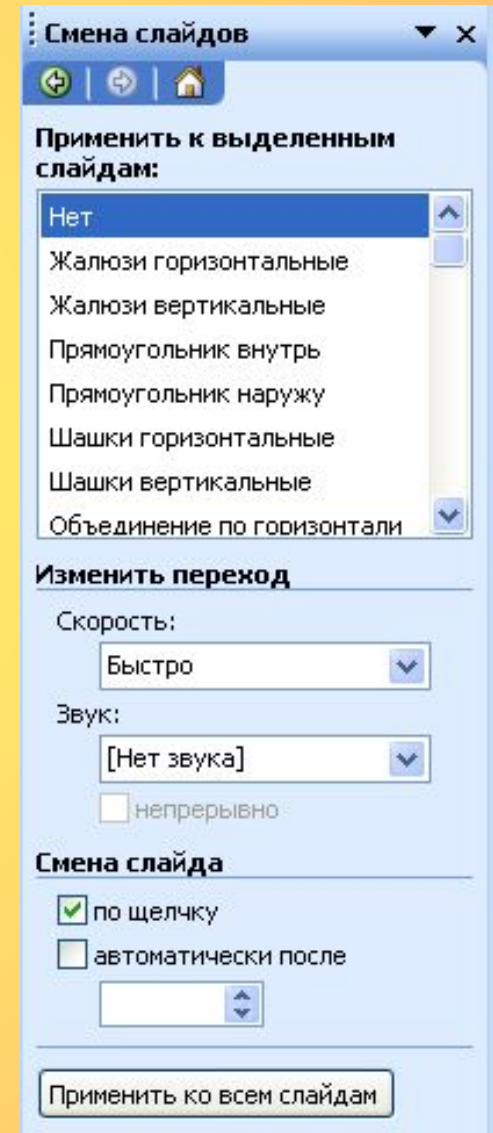 Смена слайдов
Применить к выделенным
слайдам:
Нет
Жалюзи горизонтальные
Жалюзи вертикальные
Прямоугольник внутрь
Прямоугольник наружу
Шашки горизонтальные
Шашки вертикальные
Объединение по горизонтали
Изменить переход
Скорость:
Быстро
Звук:
[Нет звука]
непрерывно
Смена слайда
по щелчку
автоматически после
Применить ко всем слайдам